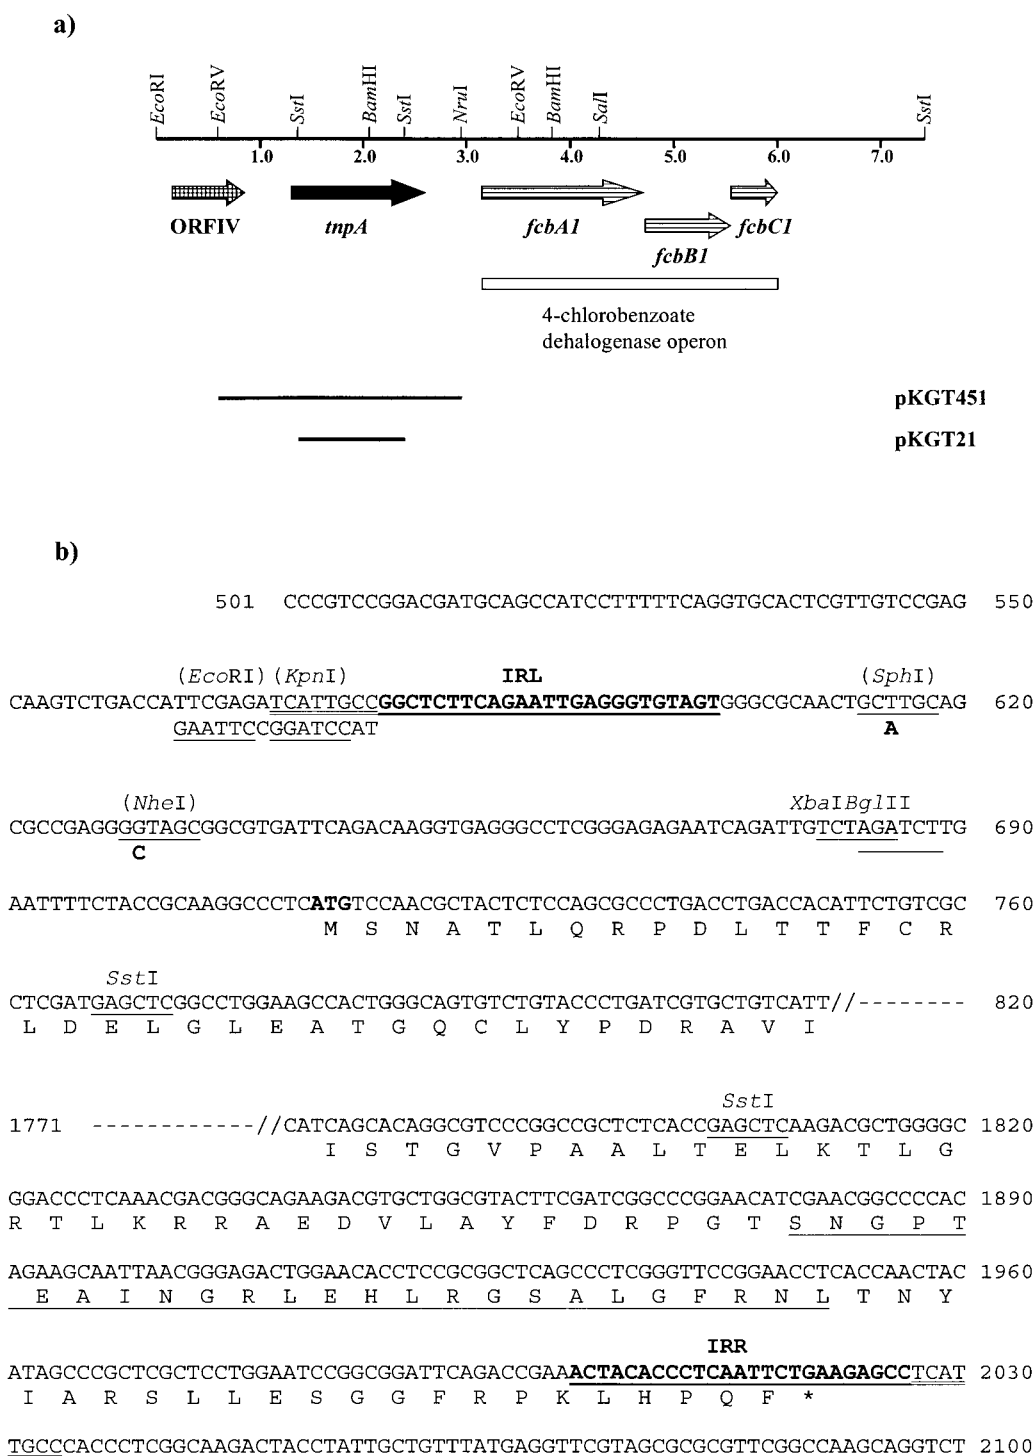 a)
EcoRI EcoRV SstI BamHI SstI NruI EcoRV BamHI SalI SstI
1.0 2.0 3.0 4.0 5.0 6.0 7.0
ORFIV tnpA fcbA1 fcbC1
fcbB1
4-chlorobenzoate
dehalogenase operon
pKGT451
pKGT21
b)
501 CCCGTCCGGACGATGCAGCCATCCTTTTTCAGGTGCACTCGTTGTCCGAG 550
(EcoRI) (KpnI) IRL (SphI)
CAAGTCTGACCATTCGAGATCATTGCCGGCTCTTCAGAATTGAGGGTGTAGTGGGCGCAACTGCTTGCAG 620
GAATTCCGGATCCAT A
(NheI) XbaIBglII
CGCCGAGGGGTAGCGGCGTGATTCAGACAAGGTGAGGGCCTCGGGAGAGAATCAGATTGTCTAGATCTTG 690
C
AATTTTCTACCGCAAGGCCCTCATGTCCAACGCTACTCTCCAGCGCCCTGACCTGACCACATTCTGTCGC 760
M S N A T L Q R P D L T T F C R
SstI
CTCGATGAGCTCGGCCTGGAAGCCACTGGGCAGTGTCTGTACCCTGATCGTGCTGTCATT//-------- 820
L D E L G L E A T G Q C L Y P D R A V I
1771 ------------//CATCAGCACAGGCGTCCCGGCCGCTCTCACCGAGCTCAAGACGCTGGGGC 1820
SstI
I S T G V P A A L T E L K T L G
GGACCCTCAAACGACGGGCAGAAGACGTGCTGGCGTACTTCGATCGGCCCGGAACATCGAACGGCCCCAC 1890
R T L K R R A E D V L A Y F D R P G T S N G P T
AGAAGCAATTAACGGGAGACTGGAACACCTCCGCGGCTCAGCCCTCGGGTTCCGGAACCTCACCAACTAC 1960
E A I N G R L E H L R G S A L G F R N L T N Y
IRR
ATAGCCCGCTCGCTCCTGGAATCCGGCGGATTCAGACCGAAACTACACCCTCAATTCTGAAGAGCCTCAT 2030
I A R S L L E S G G F R P K L H P Q F *
TGCCCACCCTCGGCAAGACTACCTATTGCTGTTTATGAGGTTCGTAGCGCGCGTTCGGCCAAGCAGGTCT 2100